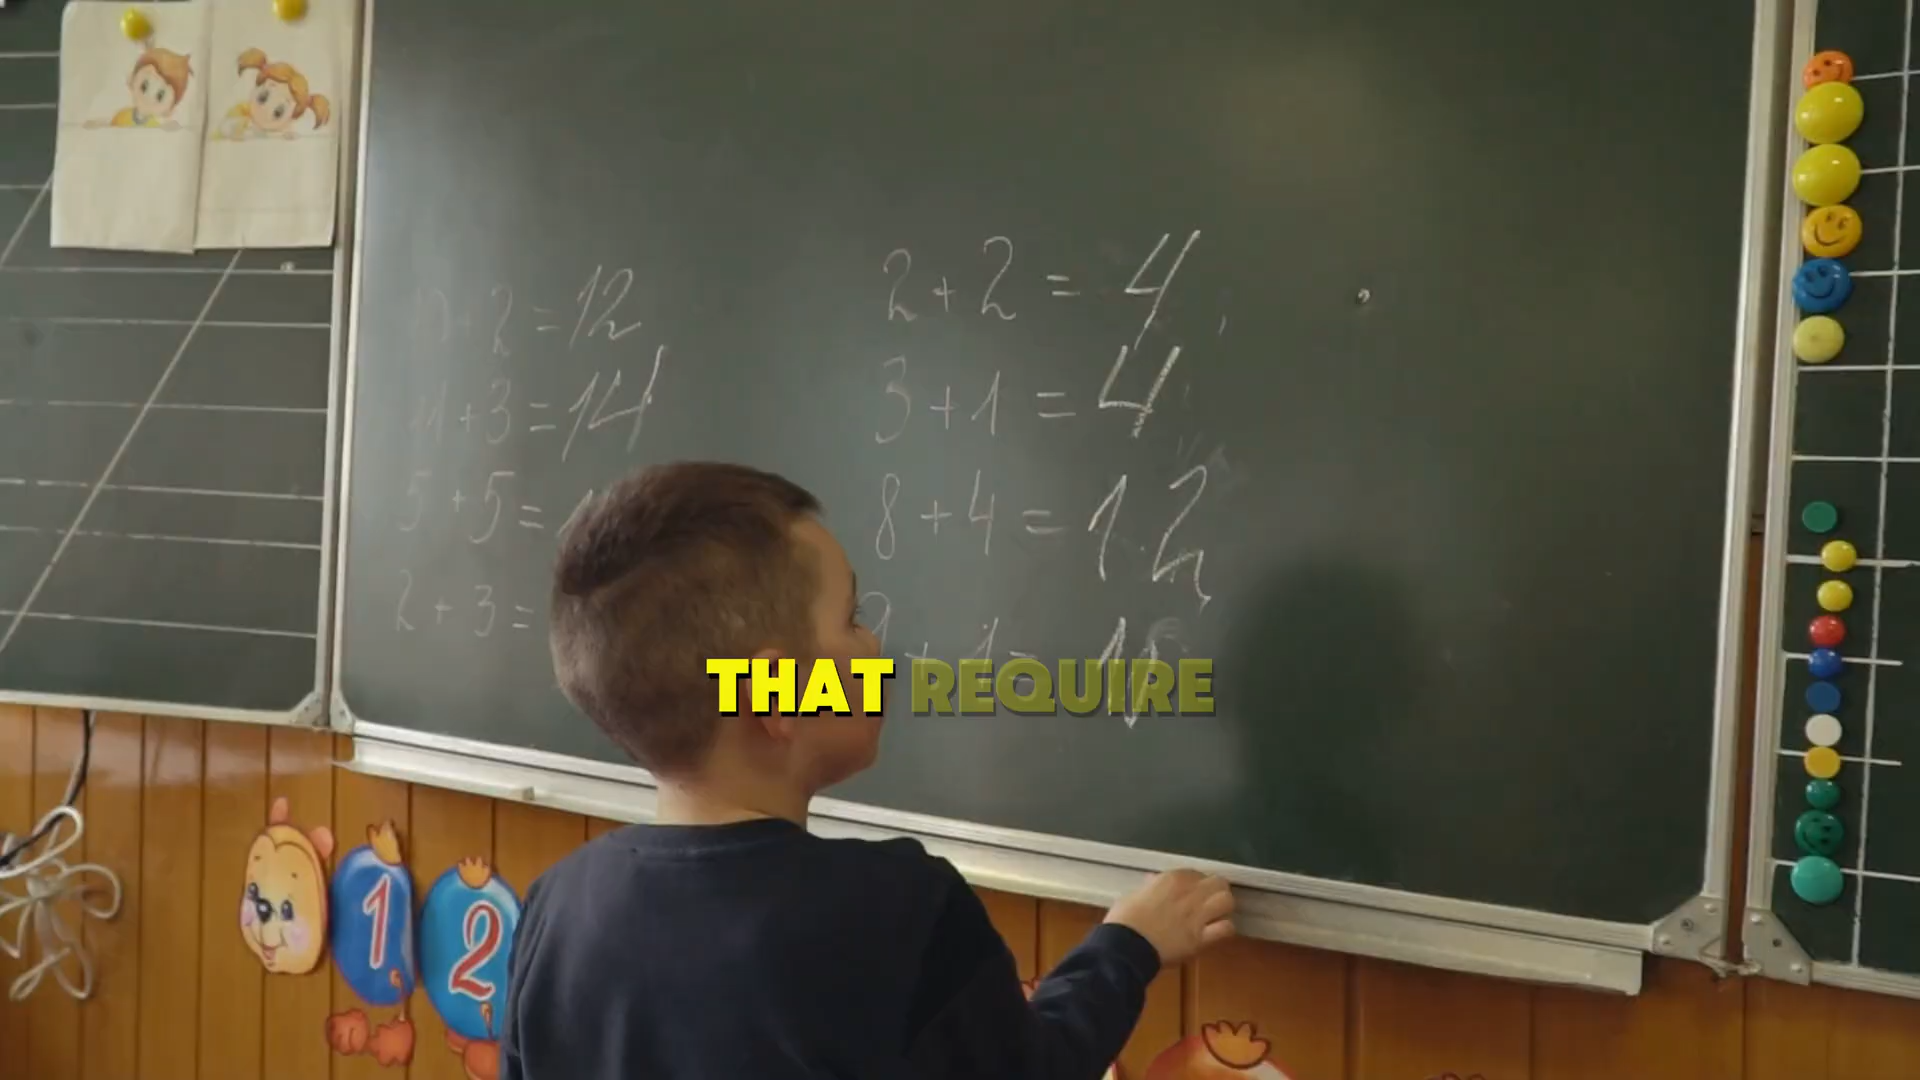 2 = 12
11 + 3 = 14
5 + 5 =
2 + 3 =
2 + 2 = 4
3 + 1 = 4
8 + 4 = 12
THAT REQUIRE
1
2